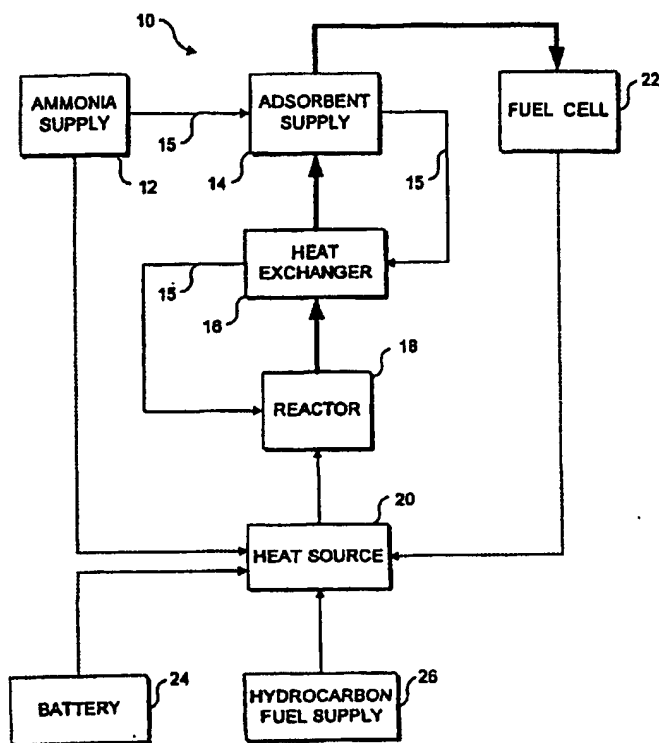 10
AMMONIA
SUPPLY
12
15
ADSORBENT
SUPPLY
14
15
FUEL CELL
22
HEAT
EXCHANGER
16
15
REACTOR
18
HEAT SOURCE
20
BATTERY
24
HYDROCARBON
FUEL SUPPLY
26